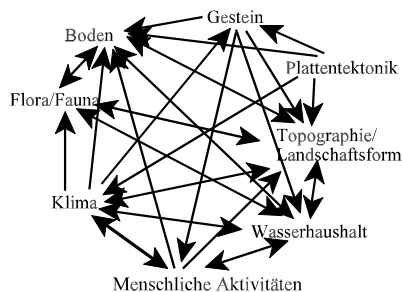 Gestein
Boden
Plattentektonik
Flora/Fauna
Topographie/
Landschaftsform
Klima
Wasserhaushalt
Menschliche Aktivitäten